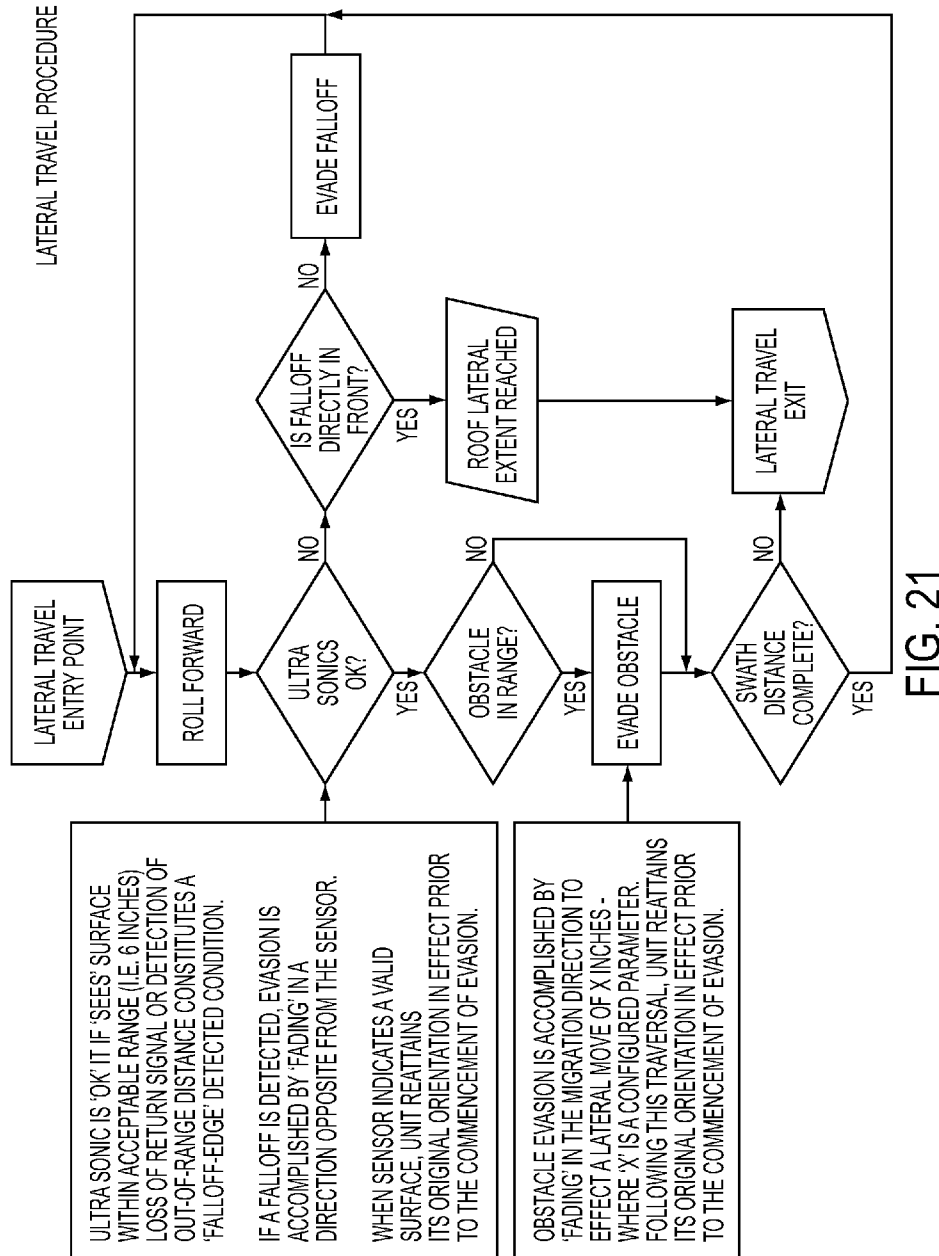 LATERAL TRAVEL PROCEDURE
LATERAL TRAVEL
ENTRY POINT
ROLL FORWARD
ULTRA SONIC IS 'OK' IT IF 'SEES' SURFACE
WITHIN ACCEPTABLE RANGE (I.E. 6 INCHES)
LOSS OF RETURN SIGNAL OR DETECTION OF
OUT-OF-RANGE DISTANCE CONSTITUTES A
'FALLOFF-EDGE' DETECTED CONDITION.
IF A FALLOFF IS DETECTED, EVASION IS
ACCOMPLISHED BY 'FADING' IN A
DIRECTION OPPOSITE FROM THE SENSOR.
WHEN SENSOR INDICATES A VALID
SURFACE, UNIT REATTAINS
ITS ORIGINAL ORIENTATION IN EFFECT PRIOR
TO THE COMMENCEMENT OF EVASION.
ULTRA
SONICS
OK?
NO
YES
IS FALLOFF
DIRECTLY IN
FRONT?
NO
YES
EVADE FALLOFF
OBSTACLE
IN RANGE?
NO
YES
ROOF LATERAL
EXTENT REACHED
OBSTACLE EVASION IS ACCOMPLISHED BY
'FADING' IN THE MIGRATION DIRECTION TO
EFFECT A LATERAL MOVE OF X INCHES -
WHERE 'X' IS A CONFIGURED PARAMETER.
FOLLOWING THIS TRAVERSAL, UNIT REATTAINS
ITS ORIGINAL ORIENTATION IN EFFECT PRIOR
TO THE COMMENCEMENT OF EVASION.
EVADE OBSTACLE
SWATH
DISTANCE
COMPLETE?
NO
YES
LATERAL TRAVEL
EXIT
FIG. 21